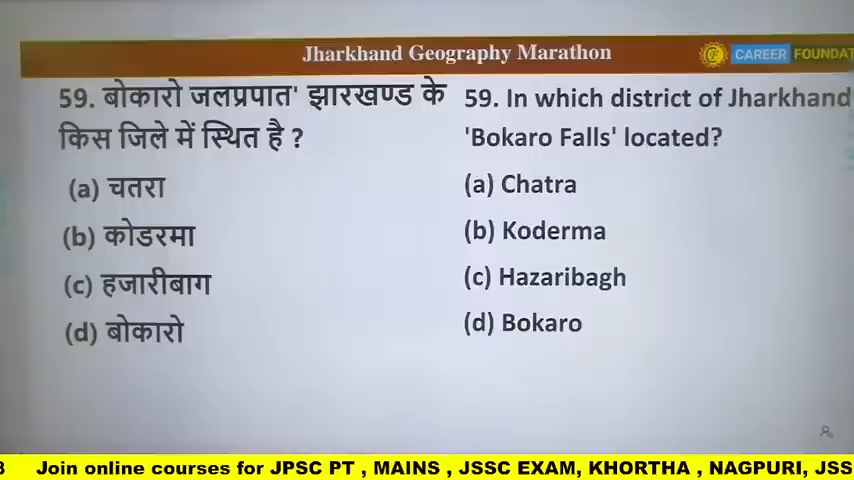 Jharkhand Geography Marathon
CAREER FOUNDAT
59. बोकारो जलप्रपात' झारखण्ड के
किस जिले में स्थित है ?
(a) चतरा
(b) कोडरमा
(c) हजारीबाग
(d) बोकारो
59. In which district of Jharkhand
'Bokaro Falls' located?
(a) Chatra
(b) Koderma
(c) Hazaribagh
(d) Bokaro
3 Join online courses for JPSC PT , MAINS , JSSC EXAM, KHORTHA , NAGPURI, JSS